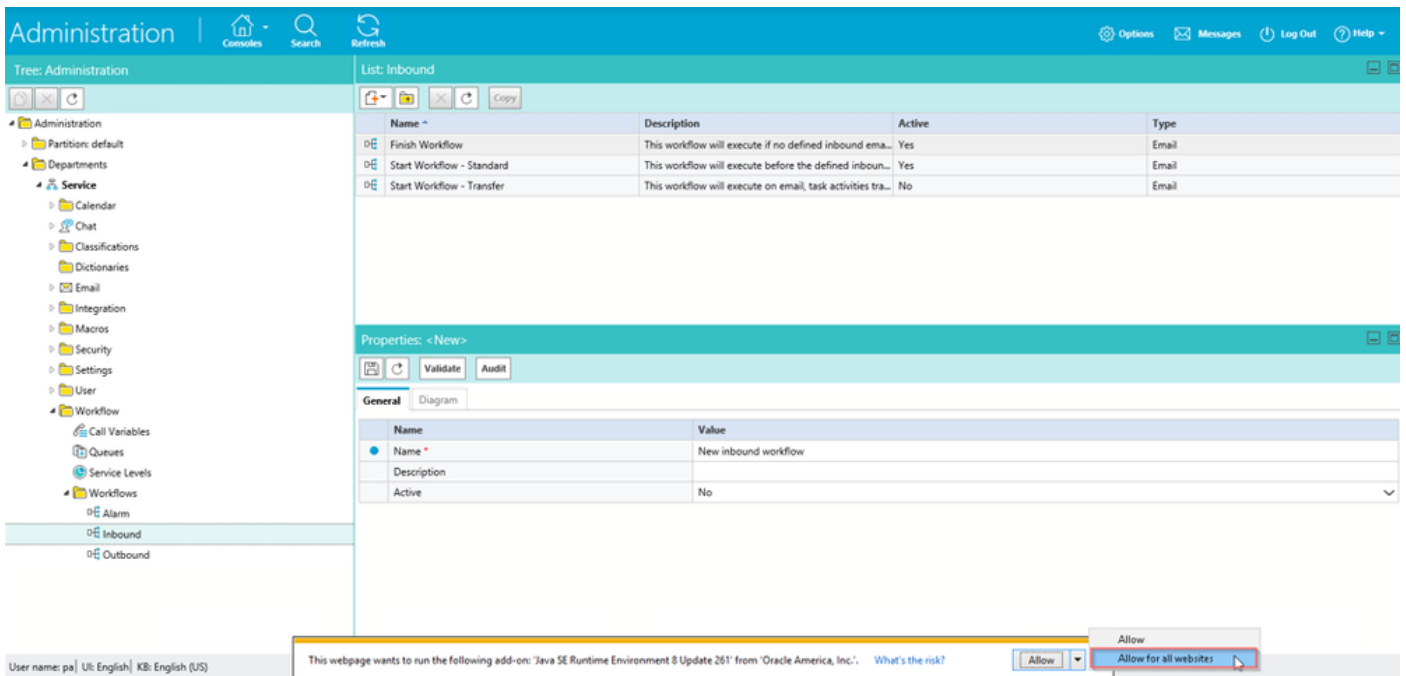 Administration
Consoles
Search
Refresh
Options
Messages
Log Out
Help
Tree: Administration
Administration
Partition: default
Departments
Service
Calendar
Chat
Classifications
Dictionaries
Email
Integration
Macros
Security
Settings
User
Workflow
Call Variables
Queues
Service Levels
Workflows
Alarm
Inbound
Outbound
List: Inbound
Copy
Name Description Active Type
Finish Workflow This workflow will execute if no defined inbound ema... Yes Email
Start Workflow - Standard This workflow will execute before the defined inboun... Yes Email
Start Workflow - Transfer This workflow will execute on email, task activities tra... No Email
Properties: <New>
Validate Audit
General Diagram
Name Value
Name * New inbound workflow
Description
Active No
User name: pa| UI: English| KB: English (US)
This webpage wants to run the following add-on: 'Java SE Runtime Environment 8 Update 261' from 'Oracle America, Inc.'. What's the risk? Allow
Allow
Allow for all websites